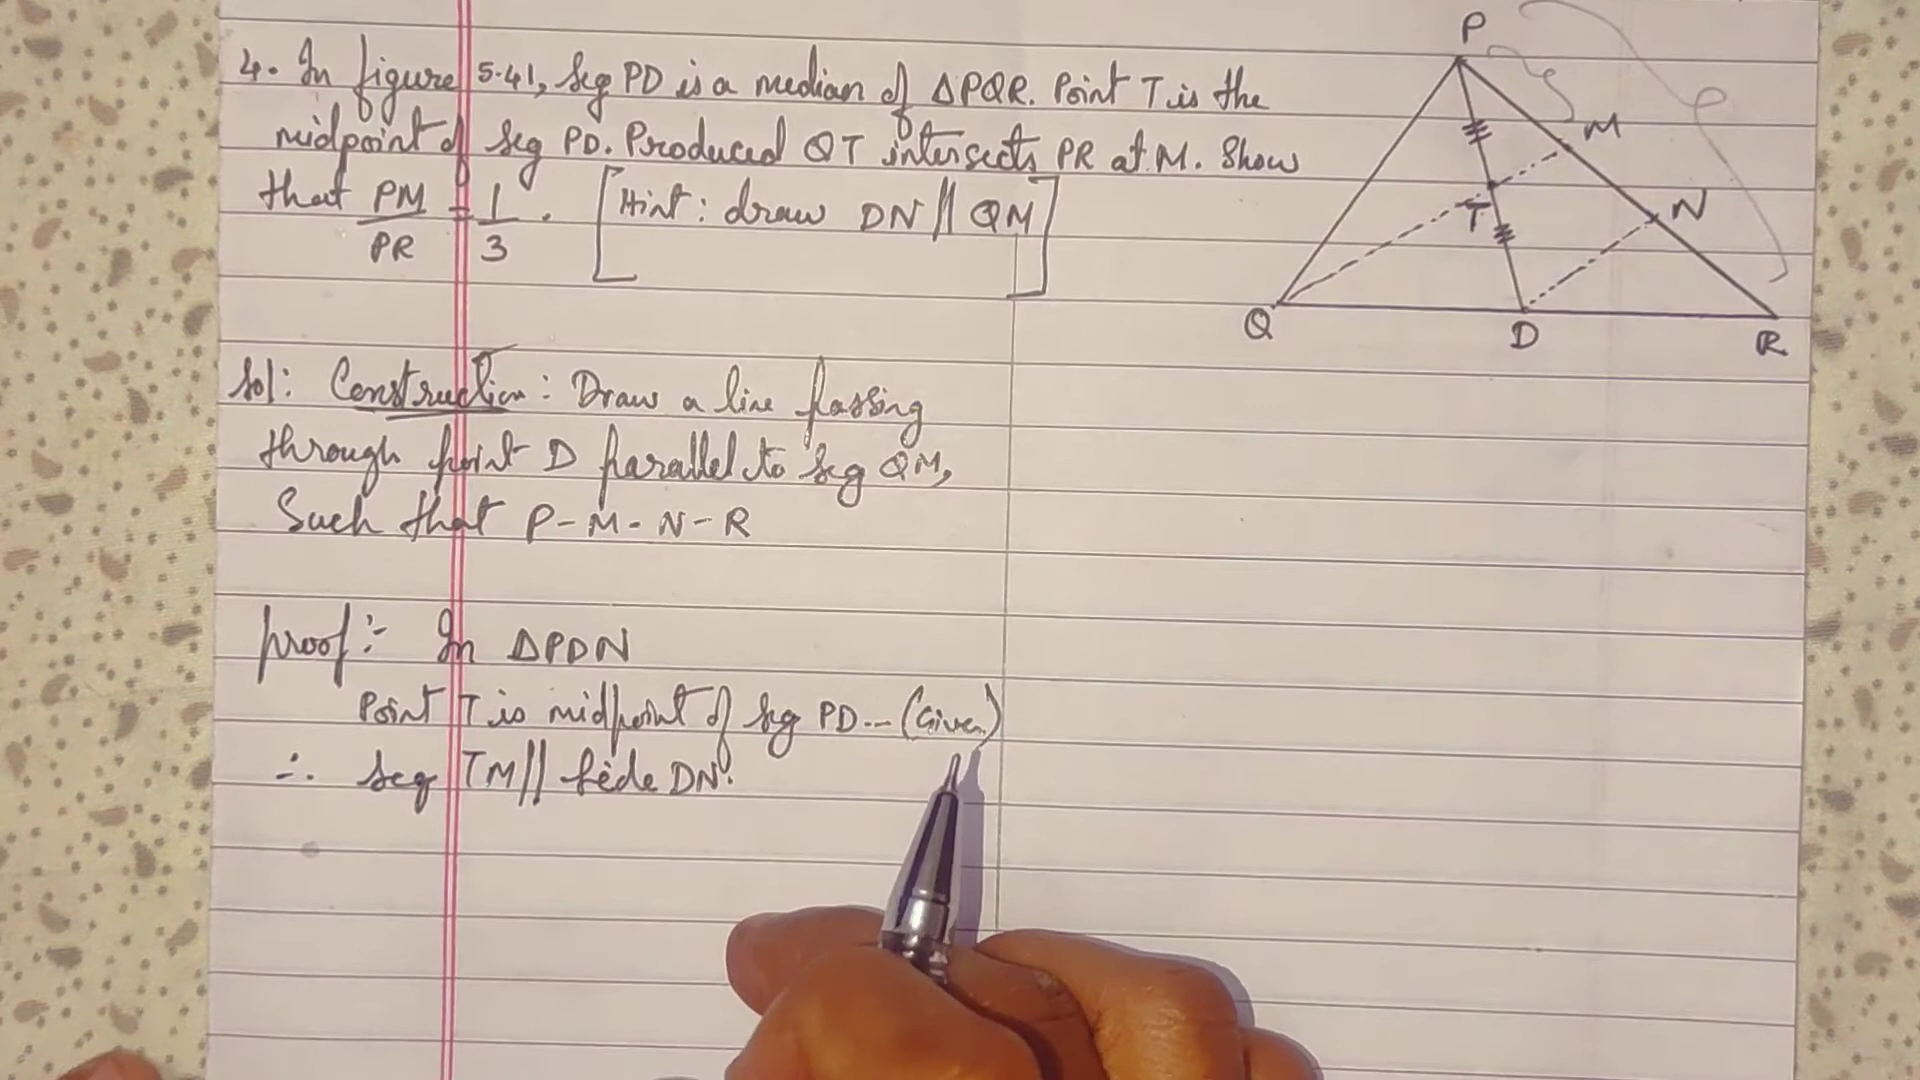 4. In figure 5.41, seg PD is a median of ΔPQR. Point T is the
midpoint of seg PD. Produced QT intersects PR at M. Show
that PM/PR = 1/3. [Hint: draw DN || QM]
P
M
N
T
Q
D
R
Sol: Construction: Draw a line passing
through point D parallel to seg QM,
Such that P-M-N-R
Proof:- In ΔPDN
Point T is midpoint of seg PD--(Given)
∴ seg TM || side DN.